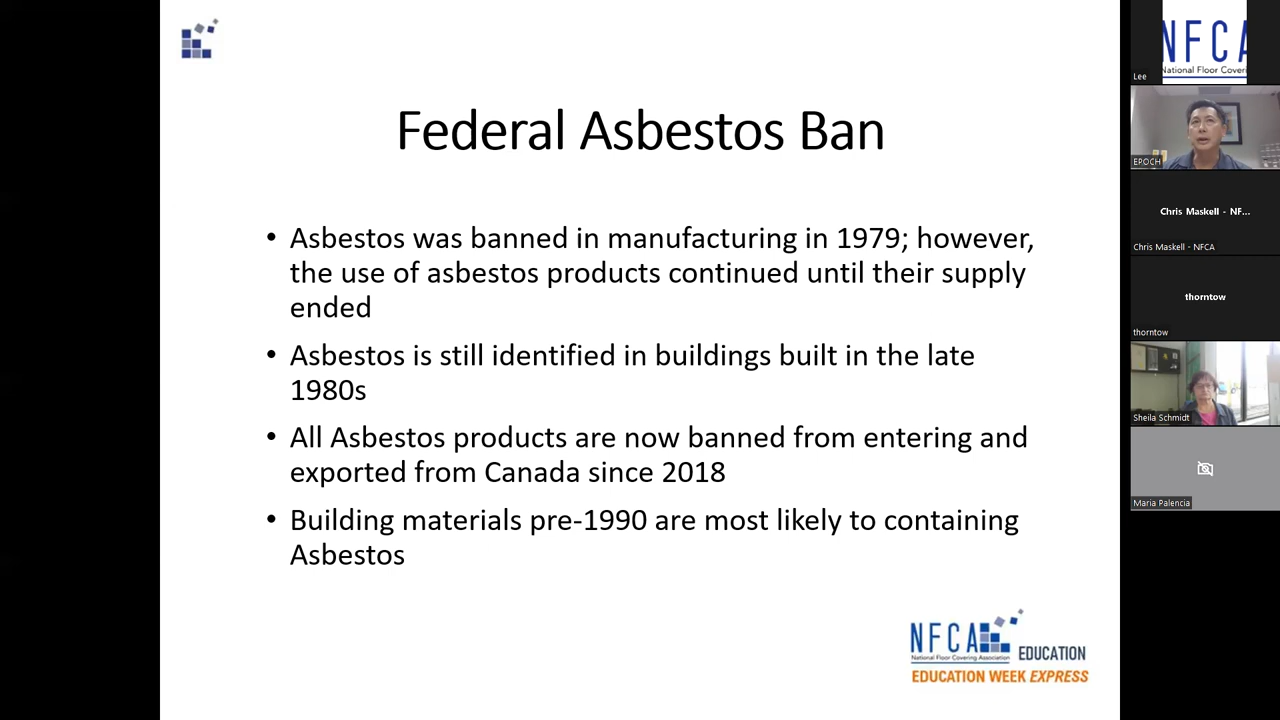 Federal Asbestos Ban
• Asbestos was banned in manufacturing in 1979; however,
the use of asbestos products continued until their supply
ended
• Asbestos is still identified in buildings built in the late
1980s
• All Asbestos products are now banned from entering and
exported from Canada since 2018
• Building materials pre-1990 are most likely to containing
Asbestos
NFCA
National Floor Covering Association
EDUCATION
EDUCATION WEEK EXPRESS
NFCA
National Floor Coveri
Lee
EPOCH
Chris Maskell - NF...
Chris Maskell - NFCA
thorntow
thorntow
Sheila Schmidt
Maria Palencia